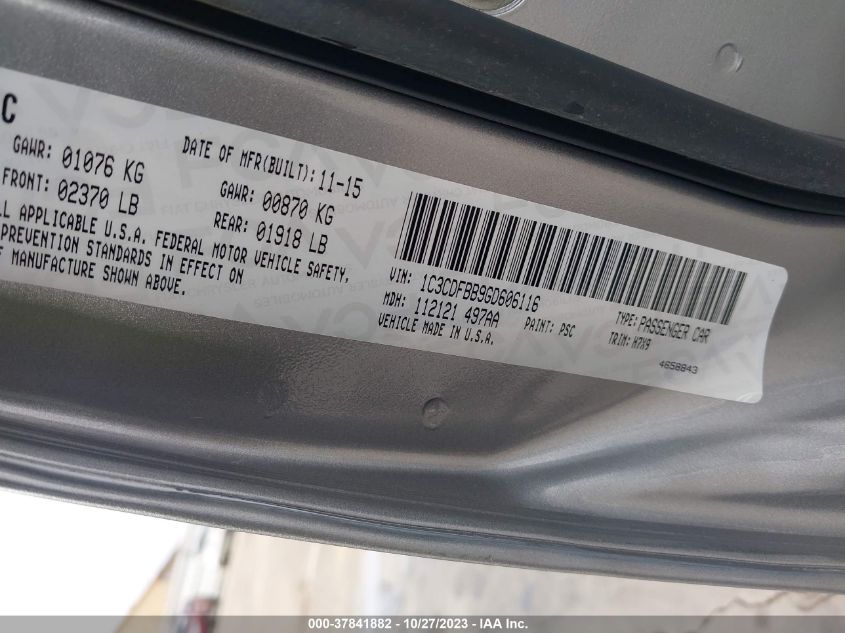 C
GAWR: 01076 KG
FRONT: 02370 LB
DATE OF MFR(BUILT): 11-15
GAWR: 00870 KG
REAR: 01918 LB
APPLICABLE U.S.A. FEDERAL MOTOR VEHICLE SAFETY,
PREVENTION STANDARDS IN EFFECT ON
MANUFACTURE SHOWN ABOVE.
VIN: 1C3CDFBB9GD606116
MDH: 112121 497AA
PAINT: PSC
TYPE: PASSENGER CAR
VEHICLE MADE IN U.S.A.
TRIM: H7X9
4658843
000-37841882 - 10/27/2023 - IAA Inc.